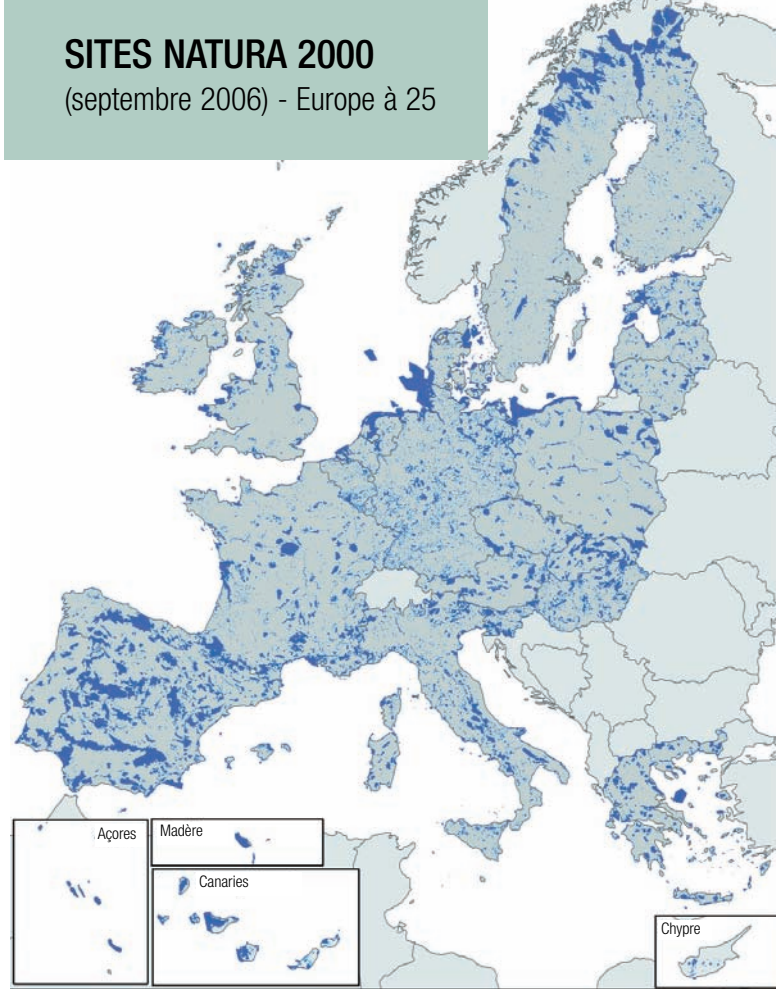 SITES NATURA 2000
(septembre 2006) - Europe à 25
Açores
Madère
Canaries
Chypre